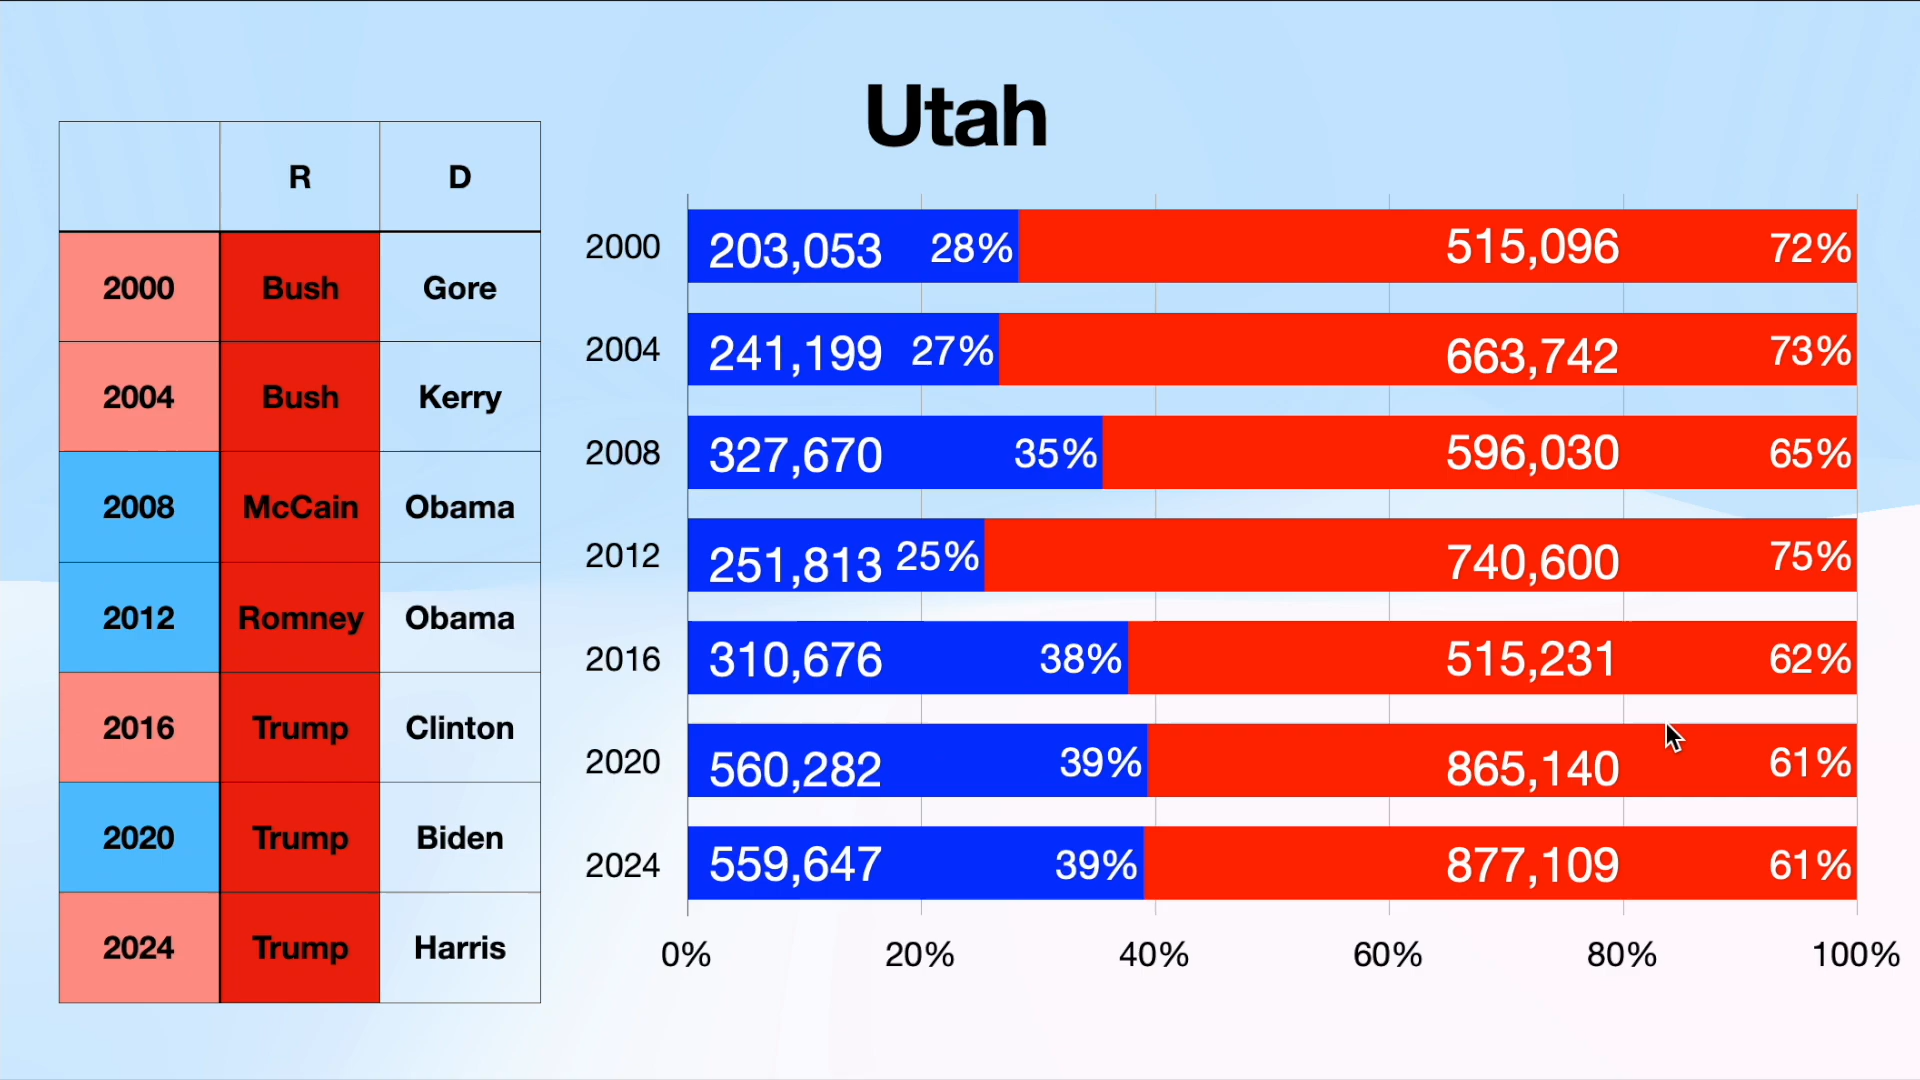 Utah
R D
2000 Bush Gore
2004 Bush Kerry
2008 McCain Obama
2012 Romney Obama
2016 Trump Clinton
2020 Trump Biden
2024 Trump Harris
2000 203,053 28% 515,096 72%
2004 241,199 27% 663,742 73%
2008 327,670 35% 596,030 65%
2012 251,813 25% 740,600 75%
2016 310,676 38% 515,231 62%
2020 560,282 39% 865,140 61%
2024 559,647 39% 877,109 61%
0% 20% 40% 60% 80% 100%